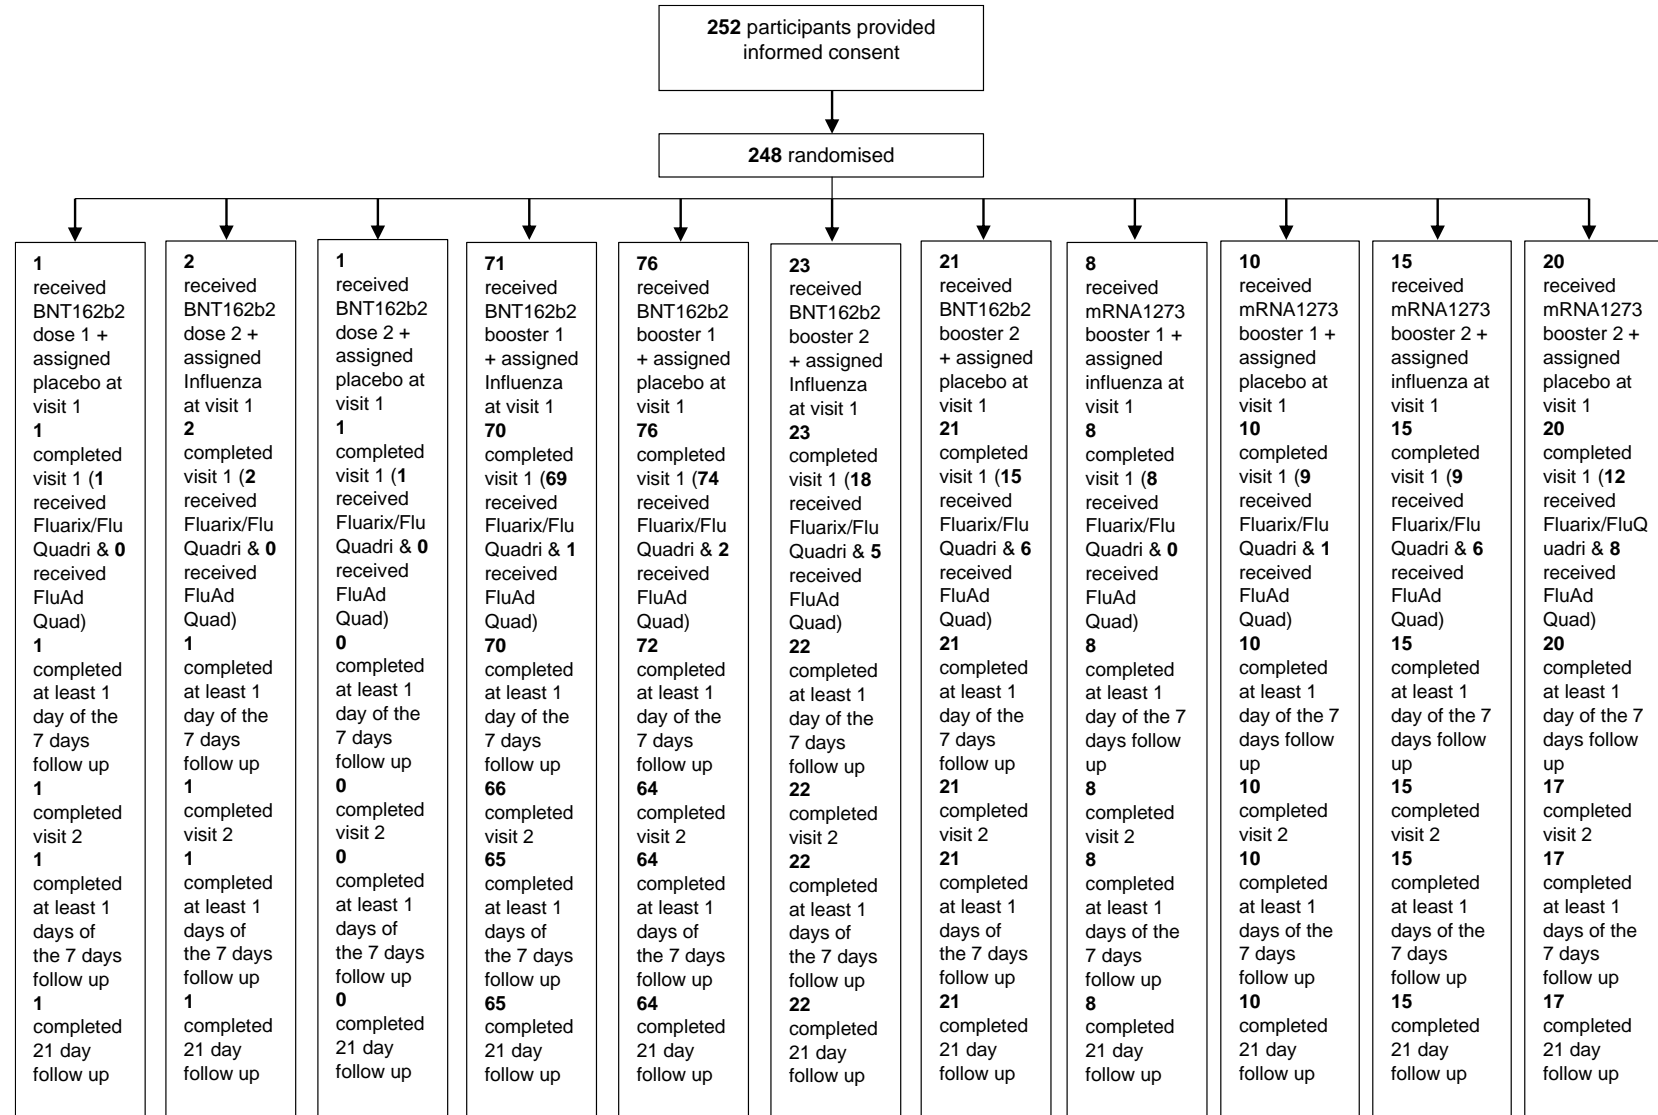 252 participants provided
informed consent
248 randomised
1
received
BNT162b2
dose 1 +
assigned
placebo at
visit 1
1
completed
visit 1 (1
received
Fluarix/Flu
Quadri & 0
received
FluAd
Quad)
1
completed
at least 1
day of the
7 days
follow up
1
completed
visit 2
1
completed
at least 1
days of
the 7 days
follow up
1
completed
21 day
follow up
2
received
BNT162b2
dose 2 +
assigned
Influenza
at visit 1
2
completed
visit 1 (2
received
Fluarix/Flu
Quadri & 0
received
FluAd
Quad)
1
completed
at least 1
day of the
7 days
follow up
1
completed
visit 2
1
completed
at least 1
days of
the 7 days
follow up
1
completed
21 day
follow up
1
received
BNT162b2
dose 2 +
assigned
placebo at
visit 1
1
completed
visit 1 (1
received
Fluarix/Flu
Quadri & 0
received
FluAd
Quad)
0
completed
at least 1
day of the
7 days
follow up
0
completed
visit 2
0
completed
at least 1
days of
the 7 days
follow up
0
completed
21 day
follow up
71
received
BNT162b2
booster 1
+ assigned
Influenza
at visit 1
70
completed
visit 1 (69
received
Fluarix/Flu
Quadri & 1
received
FluAd
Quad)
70
completed
at least 1
day of the
7 days
follow up
66
completed
visit 2
65
completed
at least 1
days of
the 7 days
follow up
65
completed
21 day
follow up
76
received
BNT162b2
booster 1
+ assigned
placebo at
visit 1
76
completed
visit 1 (74
received
Fluarix/Flu
Quadri & 2
received
FluAd
Quad)
72
completed
at least 1
day of the
7 days
follow up
64
completed
visit 2
64
completed
at least 1
days of
the 7 days
follow up
64
completed
21 day
follow up
23
received
BNT162b2
booster 2
+ assigned
Influenza
at visit 1
23
completed
visit 1 (18
received
Fluarix/Flu
Quadri & 5
received
FluAd
Quad)
22
completed
at least 1
day of the
7 days
follow up
22
completed
visit 2
22
completed
at least 1
days of
the 7 days
follow up
22
completed
21 day
follow up
21
received
BNT162b2
booster 2
+ assigned
placebo at
visit 1
21
completed
visit 1 (15
received
Fluarix/Flu
Quadri & 6
received
FluAd
Quad)
21
completed
at least 1
day of the
7 days
follow up
21
completed
visit 2
21
completed
at least 1
days of
the 7 days
follow up
21
completed
21 day
follow up
8
received
mRNA1273
booster 1 +
assigned
influenza at
visit 1
8
completed
visit 1 (8
received
Fluarix/Flu
Quadri & 0
received
FluAd
Quad)
8
completed
at least 1
day of the 7
days follow
up
8
completed
visit 2
8
completed
at least 1
days of the
7 days
follow up
8
completed
21 day
follow up
10
received
mRNA1273
booster 1 +
assigned
placebo at
visit 1
10
completed
visit 1 (9
received
Fluarix/Flu
Quadri & 1
received
FluAd
Quad)
10
completed
at least 1
day of the 7
days follow
up
10
completed
visit 2
10
completed
at least 1
days of the
7 days
follow up
10
completed
21 day
follow up
15
received
mRNA1273
booster 2 +
assigned
influenza at
visit 1
15
completed
visit 1 (9
received
Fluarix/Flu
Quadri & 6
received
FluAd
Quad)
15
completed
at least 1
day of the 7
days follow
up
15
completed
visit 2
15
completed
at least 1
days of the
7 days
follow up
15
completed
21 day
follow up
20
received
mRNA1273
booster 2 +
assigned
placebo at
visit 1
20
completed
visit 1 (12
received
Fluarix/FluQ
uadri & 8
received
FluAd
Quad)
20
completed
at least 1
day of the 7
days follow
up
17
completed
visit 2
17
completed
at least 1
days of the
7 days
follow up
17
completed
21 day
follow up